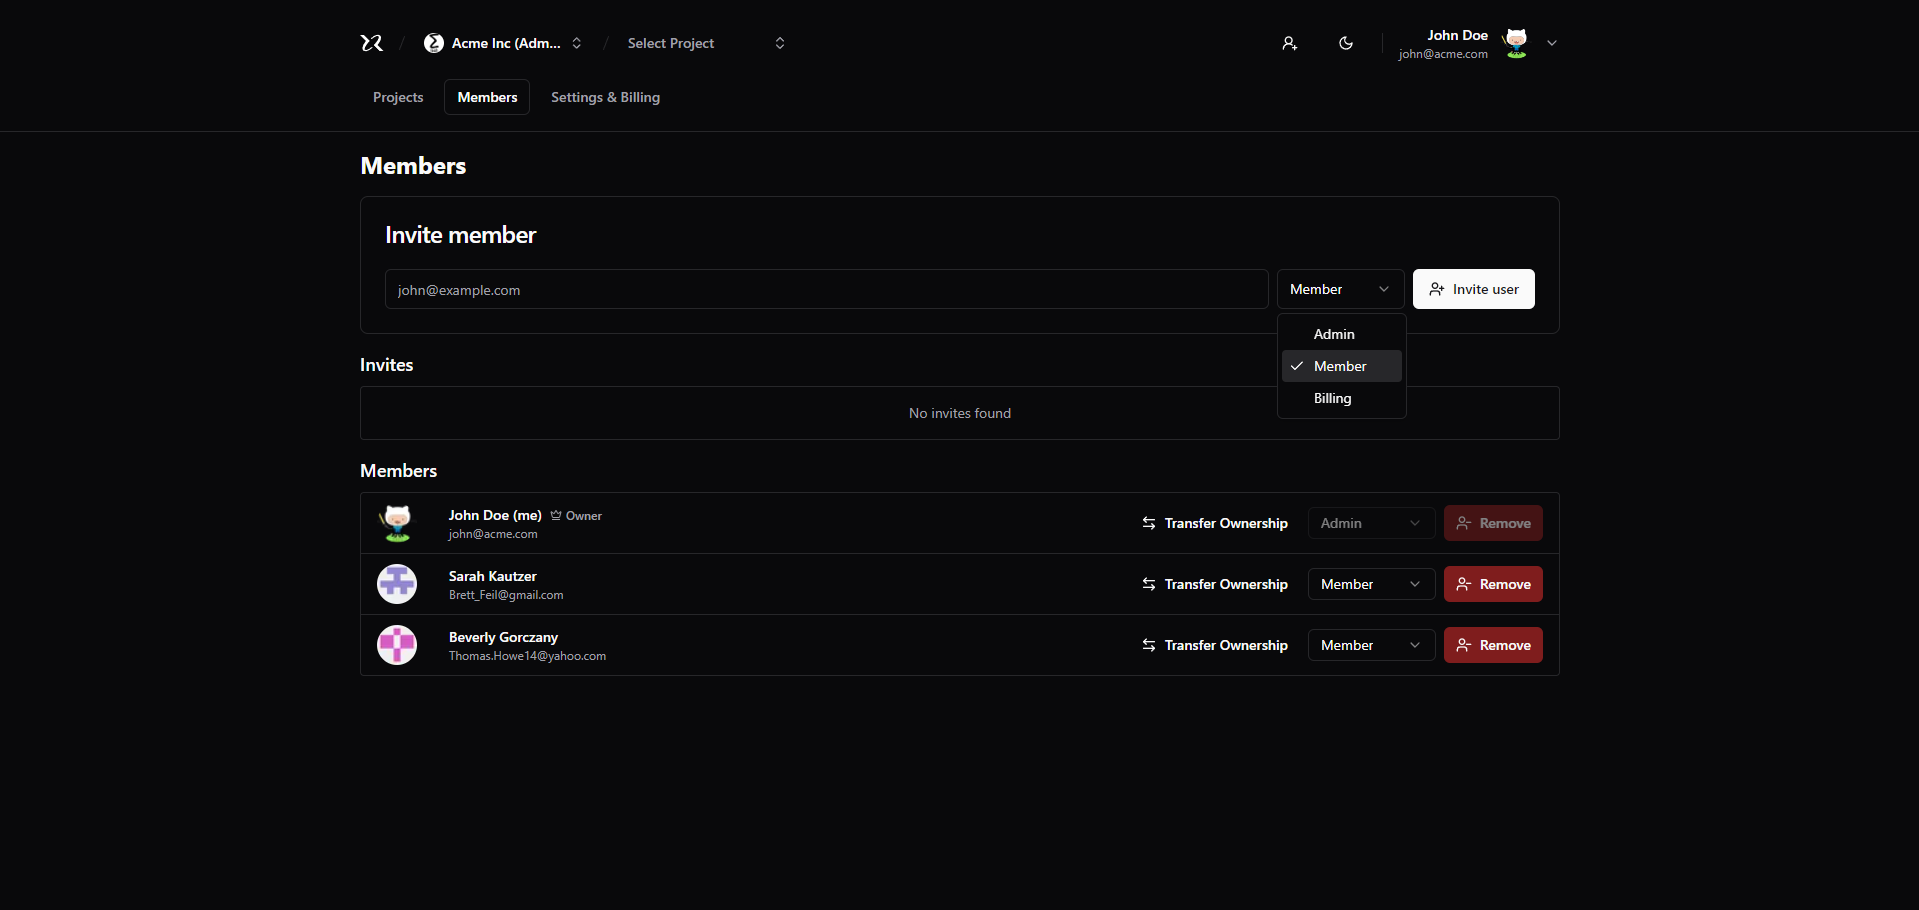 Acme Inc (Adm...
Select Project
John Doe
john@acme.com
Projects
Members
Settings & Billing
Members
Invite member
john@example.com
Member
Invite user
Admin
Member
Billing
Invites
No invites found
Members
John Doe (me) Owner
john@acme.com
Transfer Ownership
Admin
Remove
Sarah Kautzer
Brett_Feil@gmail.com
Transfer Ownership
Member
Remove
Beverly Gorczany
Thomas.Howe14@yahoo.com
Transfer Ownership
Member
Remove